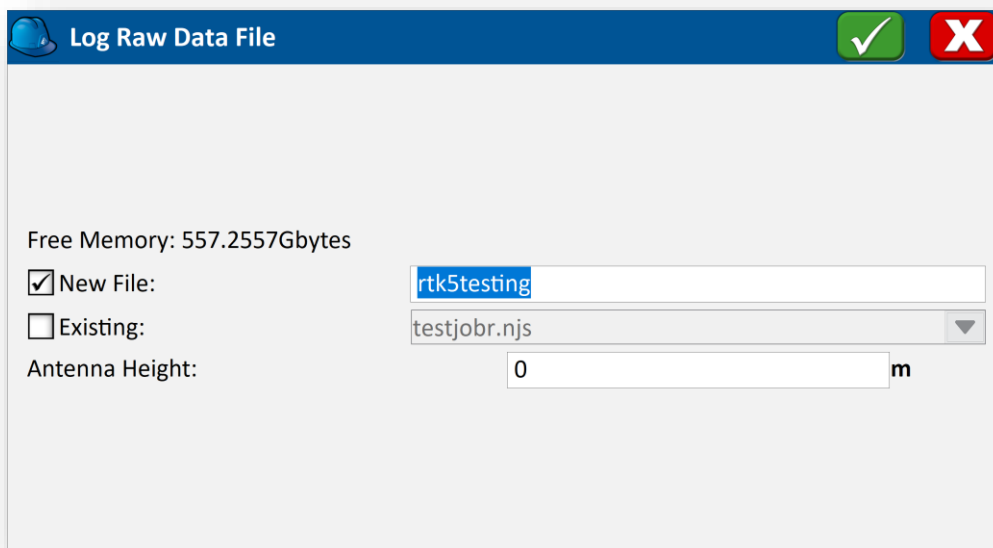 Log Raw Data File
Free Memory: 557.2557Gbytes
New File: rtk5testing
Existing: testjobr.njs
Antenna Height: 0 m